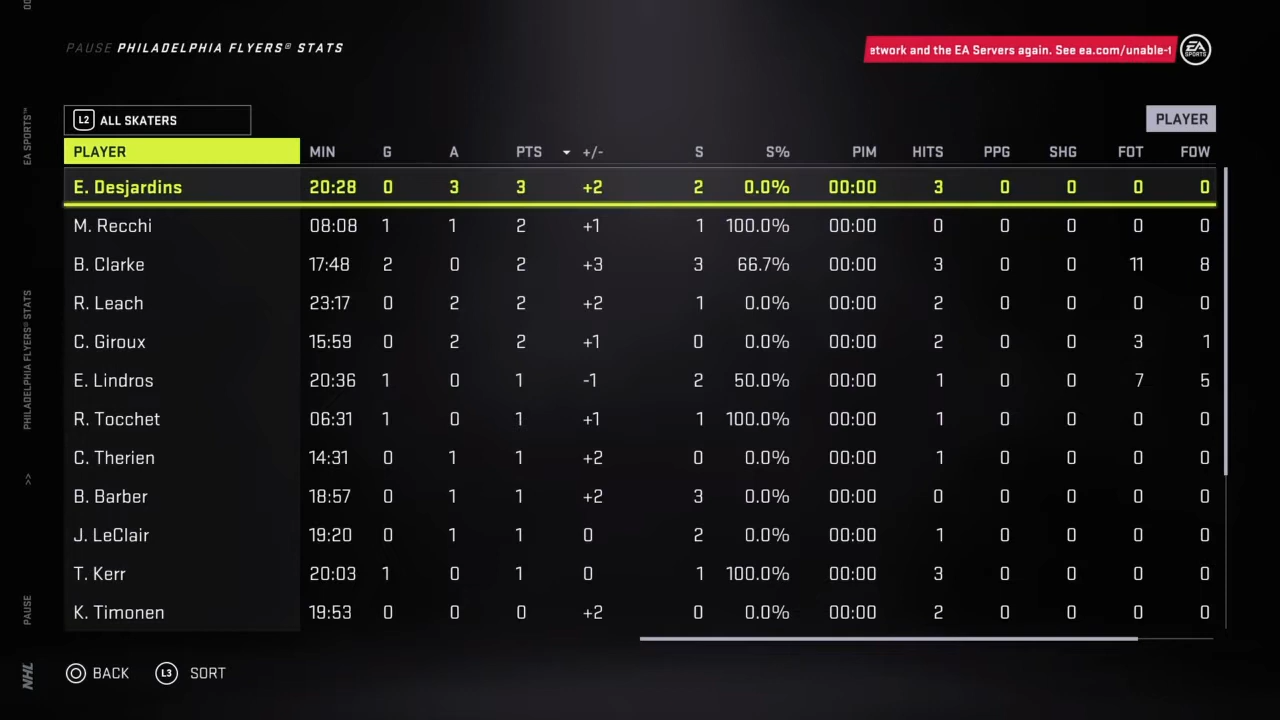 PAUSE PHILADELPHIA FLYERS® STATS
etwork and the EA Servers again. See ea.com/unable-t
EA SPORTS
L2 ALL SKATERS
PLAYER
PLAYER MIN G A PTS +/- S S% PIM HITS PPG SHG FOT FOW
E. Desjardins 20:28 0 3 3 +2 2 0.0% 00:00 3 0 0 0 0
M. Recchi 08:08 1 1 2 +1 1 100.0% 00:00 0 0 0 0 0
B. Clarke 17:48 2 0 2 +3 3 66.7% 00:00 3 0 0 11 8
R. Leach 23:17 0 2 2 +2 1 0.0% 00:00 2 0 0 0 0
C. Giroux 15:59 0 2 2 +1 0 0.0% 00:00 2 0 0 3 1
E. Lindros 20:36 1 0 1 -1 2 50.0% 00:00 1 0 0 7 5
R. Tocchet 06:31 1 0 1 +1 1 100.0% 00:00 1 0 0 0 0
C. Therien 14:31 0 1 1 +2 0 0.0% 00:00 1 0 0 0 0
B. Barber 18:57 0 1 1 +2 3 0.0% 00:00 0 0 0 0 0
J. LeClair 19:20 0 1 1 0 2 0.0% 00:00 1 0 0 0 0
T. Kerr 20:03 1 0 1 0 1 100.0% 00:00 3 0 0 0 0
K. Timonen 19:53 0 0 0 +2 0 0.0% 00:00 2 0 0 0 0
BACK L3 SORT
NHL PAUSE >> PHILADELPHIA FLYERS® STATS EA SPORTS™